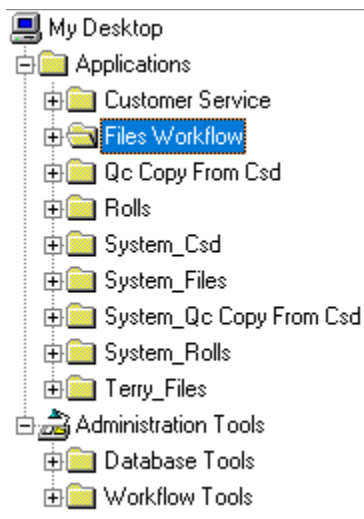 My Desktop
Applications
Customer Service
Files Workflow
Qc Copy From Csd
Rolls
System_Csd
System_Files
System_Qc Copy From Csd
System_Rolls
Terry_Files
Administration Tools
Database Tools
Workflow Tools